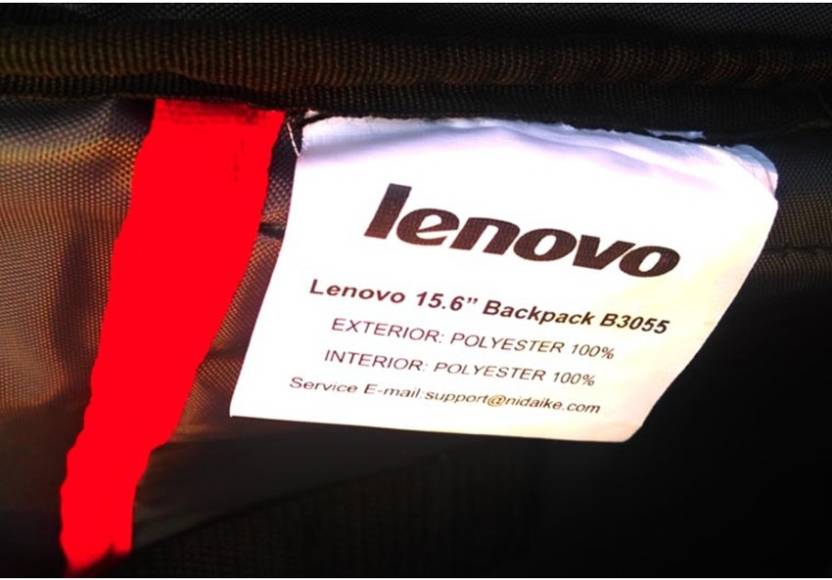 lenovo
Lenovo 15.6” Backpack B3055
EXTERIOR: POLYESTER 100%
INTERIOR: POLYESTER 100%
Service E-mail:support@nidaike.com